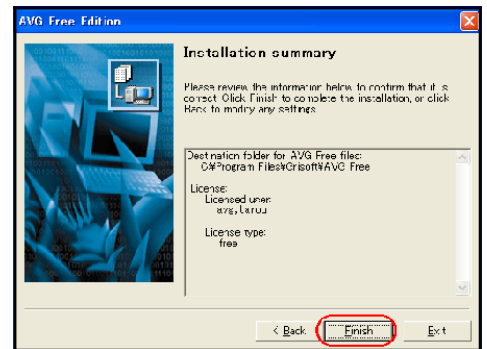 AVG Free Edition
Installation summary
Please review the information below to confirm that it is
correct. Click Finish to complete the installation, or click
Back to modify any settings.
Destination folder for AVG Free files:
C:¥Program Files¥Grisoft¥AVG Free
License:
Licensed user:
avg, tarou
License type:
free
< Back
Finish
Exit